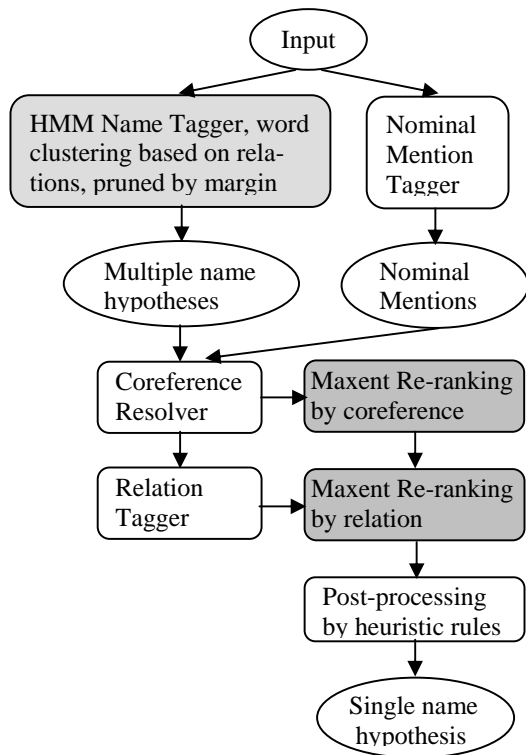 Input
HMM Name Tagger, word
clustering based on rela-
tions, pruned by margin
Nominal
Mention
Tagger
Multiple name
hypotheses
Nominal
Mentions
Coreference
Resolver
Maxent Re-ranking
by coreference
Relation
Tagger
Maxent Re-ranking
by relation
Post-processing
by heuristic rules
Single name
hypothesis